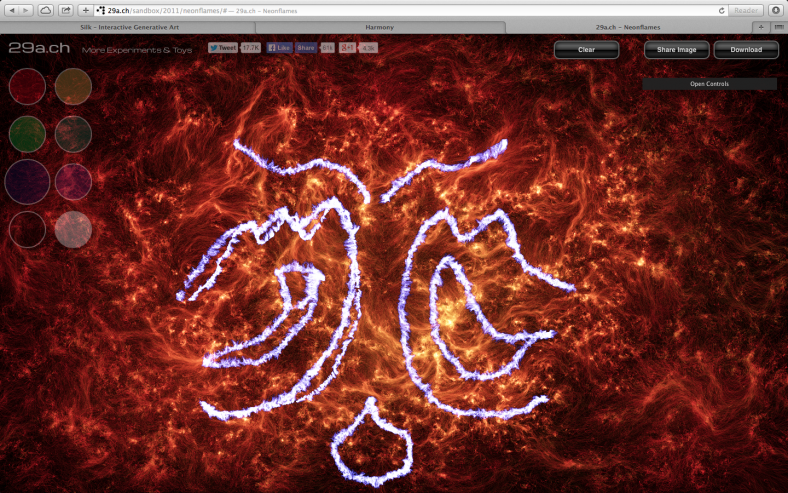 29a.ch/sandbox/2011/neonflames/# — 29a.ch – Neonflames
Reader
Silk – Interactive Generative Art
Harmony
29a.ch – Neonflames
29a.ch More Experiments & Toys
Tweet 17.7K Like Share 61k +1 4.3k
Clear
Share Image
Download
Open Controls